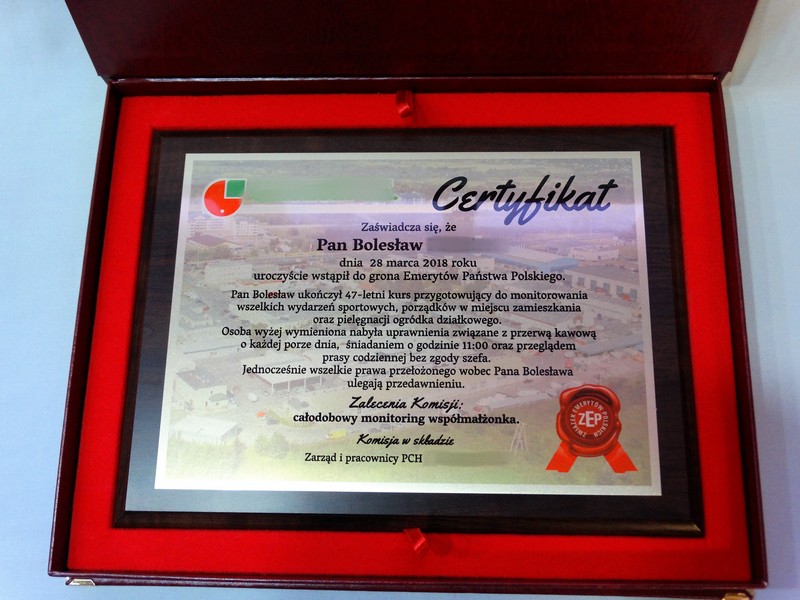 Certyfikat
Zaświadcza się, że
Pan Bolesław
dnia 28 marca 2018 roku
uroczyście wstąpił do grona Emerytów Państwa Polskiego.
Pan Bolesław ukończył 47-letni kurs przygotowujący do monitorowania
wszelkich wydarzeń sportowych, porządków w miejscu zamieszkania
oraz pielęgnacji ogródka działkowego.
Osoba wyżej wymieniona nabyła uprawnienia związane z przerwą kawową
o każdej porze dnia, śniadaniem o godzinie 11:00 oraz przeglądem
prasy codziennej bez zgody szefa.
Jednocześnie wszelkie prawa przełożonego wobec Pana Bolesława
ulegają przedawnieniu.
Zalecenia Komisji:
całodobowy monitoring współmałżonka.
Komisja w składzie
Zarząd i pracownicy PCH
ZWIĄZEK EMERYTÓW POLSKICH
ZEP